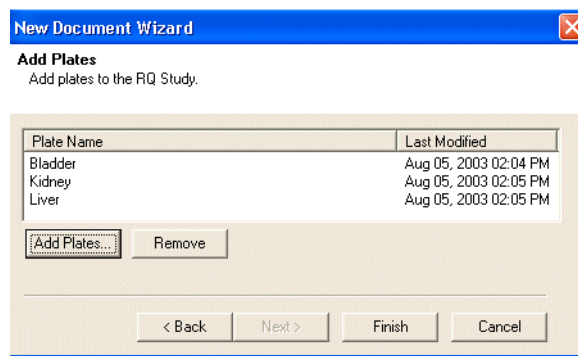 New Document Wizard
Add Plates
Add plates to the RQ Study.
Plate Name Last Modified
Bladder Aug 05, 2003 02:04 PM
Kidney Aug 05, 2003 02:05 PM
Liver Aug 05, 2003 02:05 PM
Add Plates... Remove
< Back Next > Finish Cancel